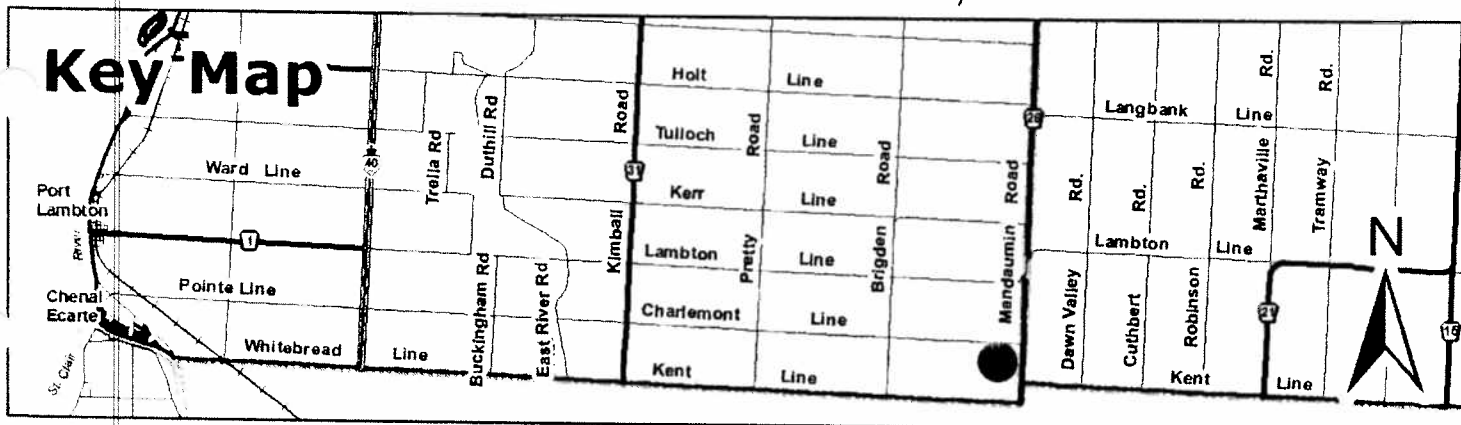 Key Map
Holt Line
Tulloch Line
Kerr Line
Lambton Line
Charlemont Line
Kent Line
Ward Line
Pointe Line
Whitebread Line
Port
Lambton
River
Chenal
Ecarte
St. Clair
1
40
Trella Rd
Duthill Rd
Buckingham Rd
East River Rd
Kimball Road
31
Pretty Road
Brigden Road
Mandaumin Road
26
Langbank Line
Lambton Line
Kent Line
Dawn Valley Rd.
Cuthbert Rd.
Robinson Rd.
Marthaville Rd.
Tramway Rd.
21
15
N